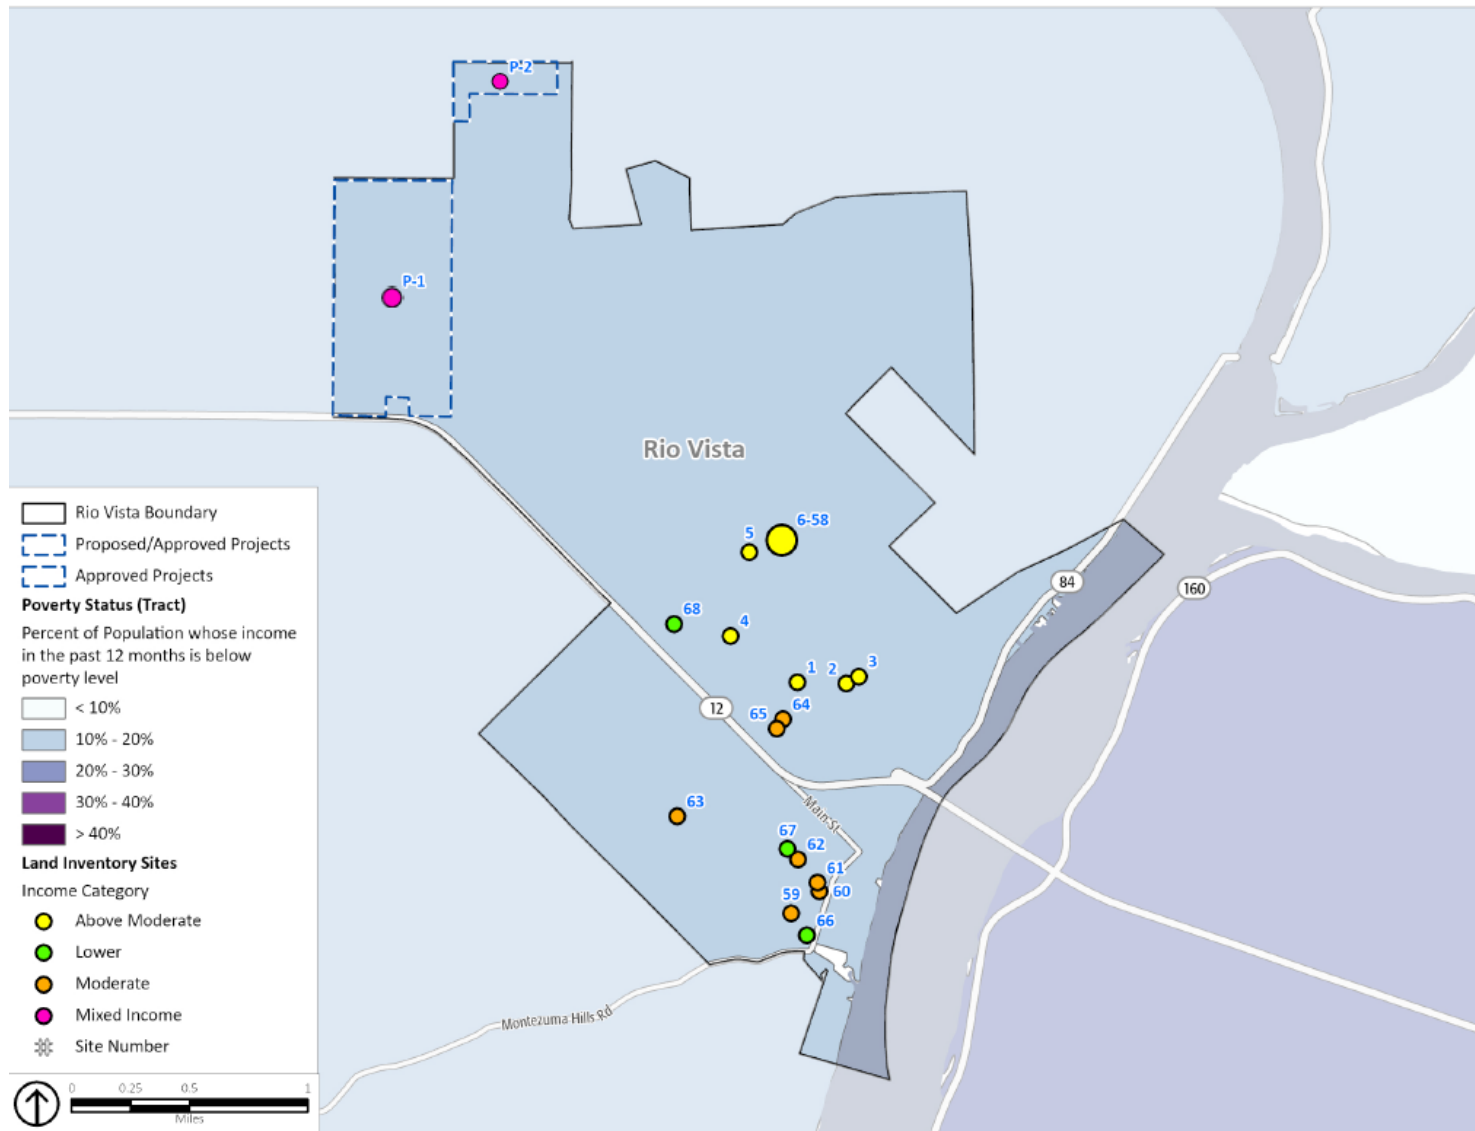 P-2
P-1
Rio Vista
6-58
5
68
4
1
2
3
64
65
12
84
160
63
Main St
67
62
61
60
59
66
Montezuma Hills Rd
Rio Vista Boundary
Proposed/Approved Projects
Approved Projects
Poverty Status (Tract)
Percent of Population whose income
in the past 12 months is below
poverty level
< 10%
10% - 20%
20% - 30%
30% - 40%
> 40%
Land Inventory Sites
Income Category
Above Moderate
Lower
Moderate
Mixed Income
## Site Number
0 0.25 0.5 1
Miles